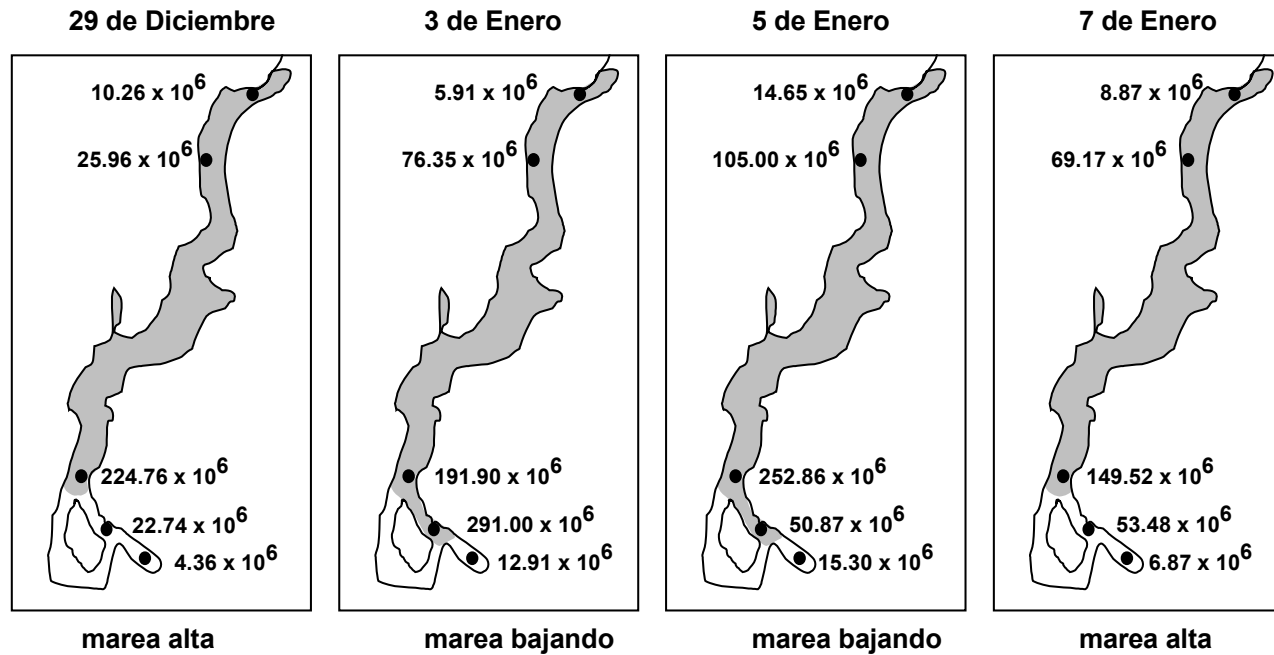 29 de Diciembre
10.26 x 10⁶
25.96 x 10⁶
224.76 x 10⁶
22.74 x 10⁶
4.36 x 10⁶
marea alta
3 de Enero
5.91 x 10⁶
76.35 x 10⁶
191.90 x 10⁶
291.00 x 10⁶
12.91 x 10⁶
marea bajando
5 de Enero
14.65 x 10⁶
105.00 x 10⁶
252.86 x 10⁶
50.87 x 10⁶
15.30 x 10⁶
marea bajando
7 de Enero
8.87 x 10⁶
69.17 x 10⁶
149.52 x 10⁶
53.48 x 10⁶
6.87 x 10⁶
marea alta